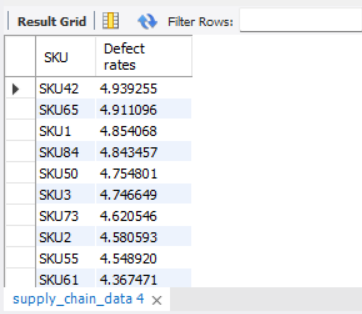 Result Grid Filter Rows:
SKU Defect rates
SKU42 4.939255
SKU65 4.911096
SKU1 4.854068
SKU84 4.843457
SKU50 4.754801
SKU3 4.746649
SKU73 4.620546
SKU2 4.580593
SKU55 4.548920
SKU61 4.367471
supply_chain_data 4